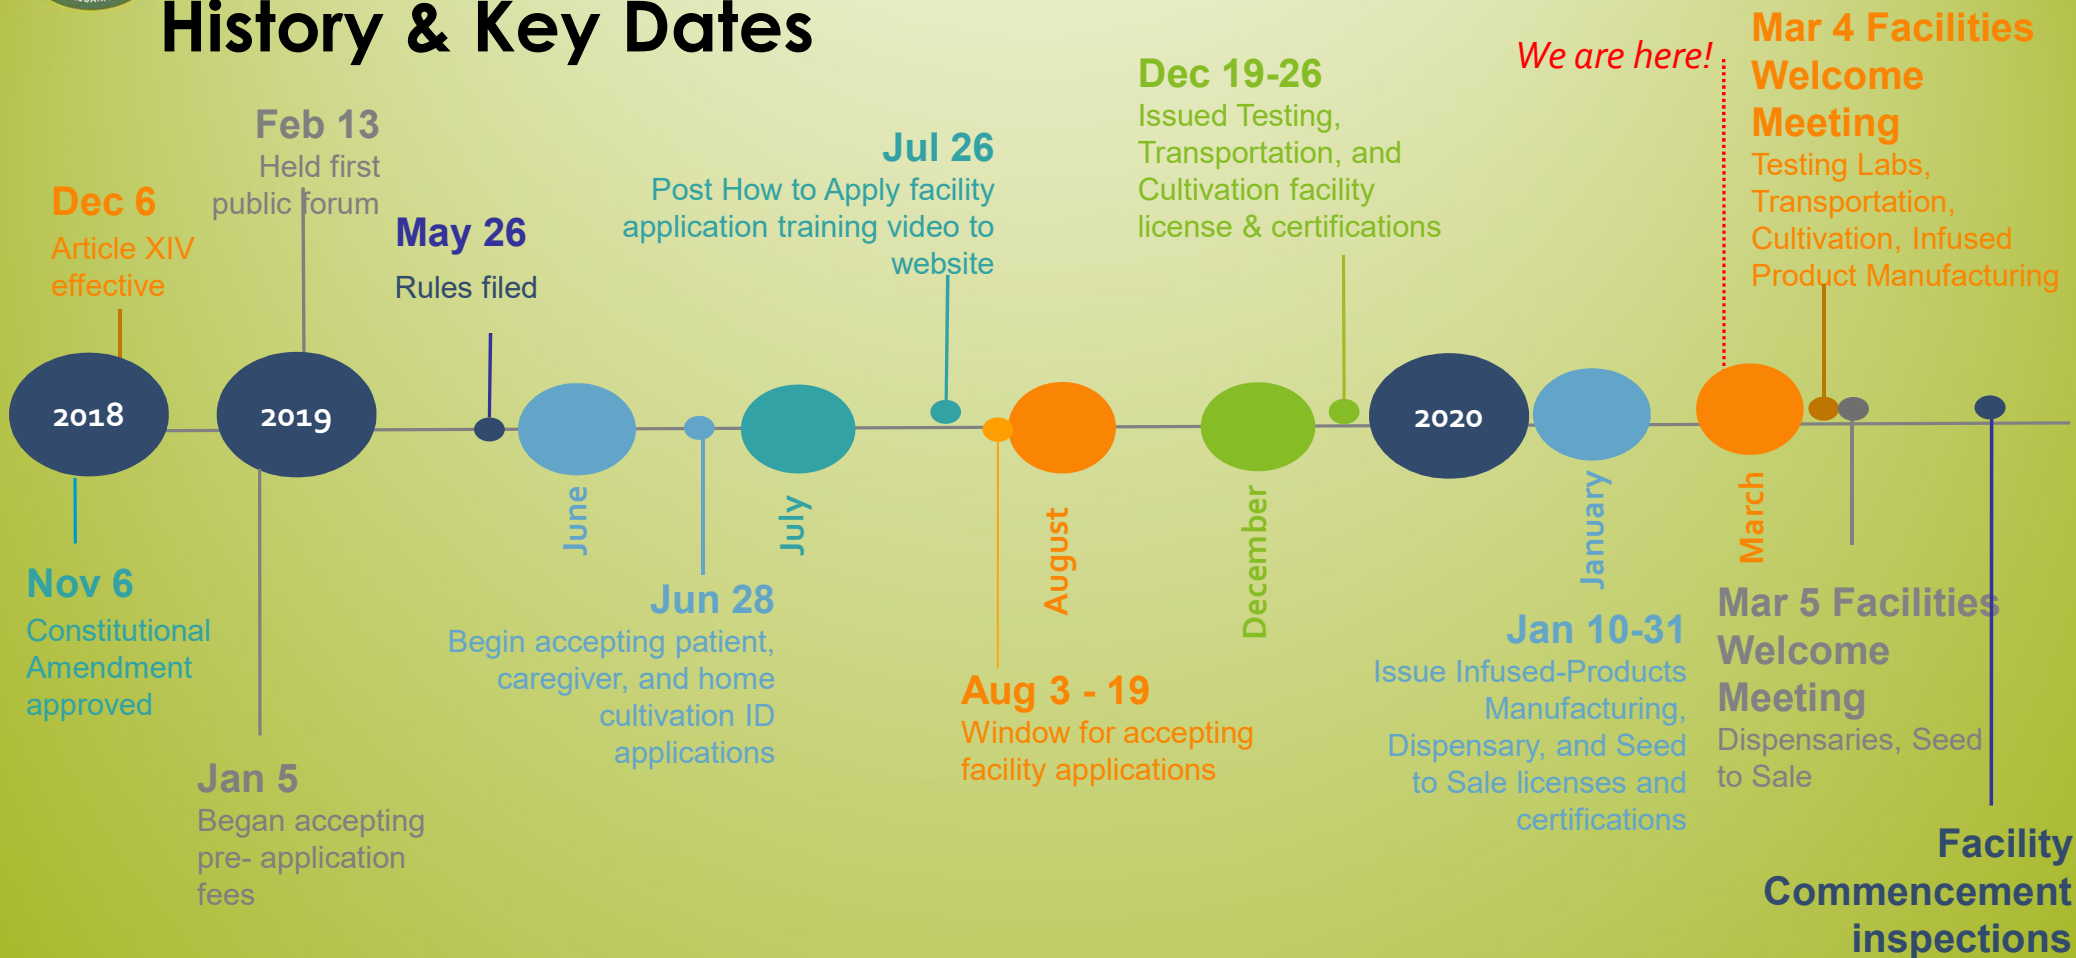 History & Key Dates
We are here!
Mar 4 Facilities
Welcome
Meeting
Testing Labs,
Transportation,
Cultivation, Infused
Product Manufacturing
Dec 19-26
Issued Testing,
Transportation, and
Cultivation facility
license & certifications
Feb 13
Held first
public forum
Jul 26
Post How to Apply facility
application training video to
website
Dec 6
Article XIV
effective
May 26
Rules filed
2018
2019
2020
June
July
August
December
January
March
Nov 6
Constitutional
Amendment
approved
Jun 28
Begin accepting patient,
caregiver, and home
cultivation ID
applications
Aug 3 - 19
Window for accepting
facility applications
Jan 10-31
Issue Infused-Products
Manufacturing,
Dispensary, and Seed
to Sale licenses and
certifications
Mar 5 Facilities
Welcome
Meeting
Dispensaries, Seed
to Sale
Jan 5
Began accepting
pre- application
fees
Facility
Commencement
inspections